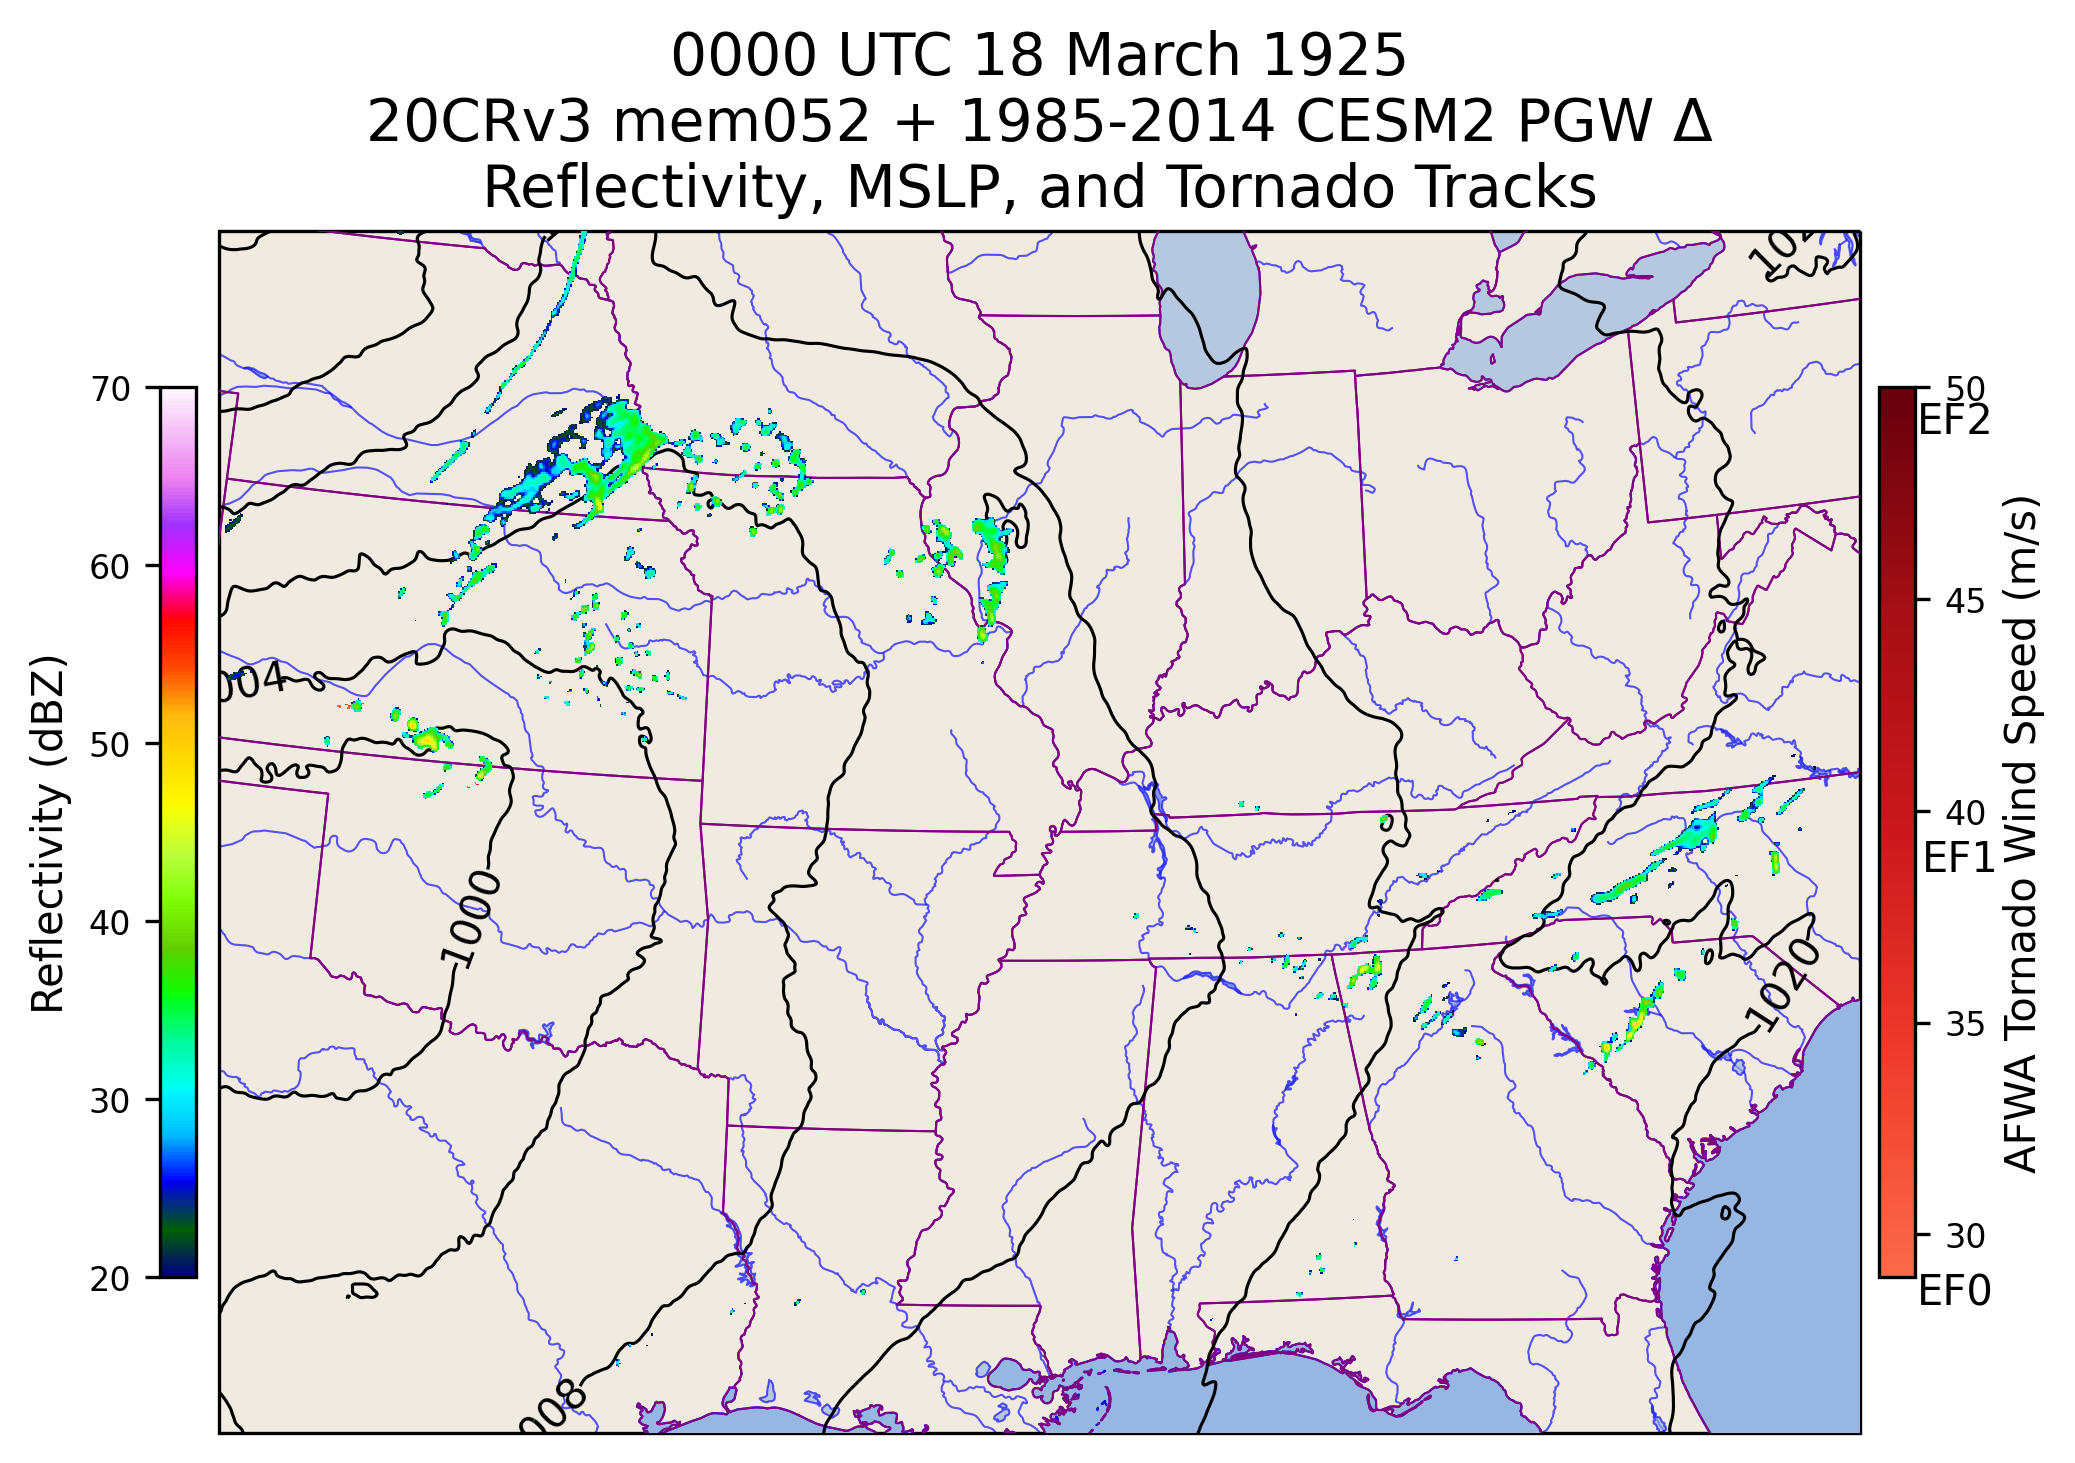 0000 UTC 18 March 1925
20CRv3 mem052 + 1985-2014 CESM2 PGW Δ
Reflectivity, MSLP, and Tornado Tracks
70
60
50
40
30
20
Reflectivity (dBZ)
004
1000
1020
008
50
EF2
45
40
EF1
35
30
EF0
AFWA Tornado Wind Speed (m/s)